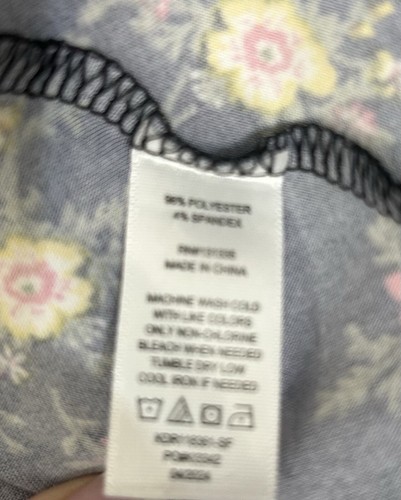 96% POLYESTER
4% SPANDEX
MADE IN CHINA
MACHINE WASH COLD
WITH LIKE COLORS
ONLY NON-CHLORINE
BLEACH WHEN NEEDED
TUMBLE DRY LOW
COOL IRON IF NEEDED